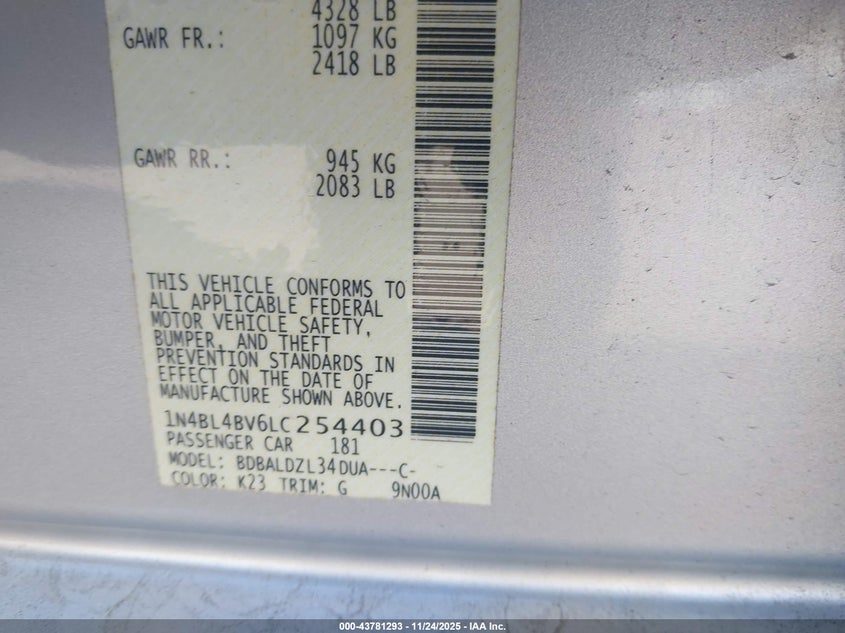 4328 LB
GAWR FR.: 1097 KG
2418 LB
GAWR RR.: 945 KG
2083 LB
THIS VEHICLE CONFORMS TO
ALL APPLICABLE FEDERAL
MOTOR VEHICLE SAFETY,
BUMPER, AND THEFT
PREVENTION STANDARDS IN
EFFECT ON THE DATE OF
MANUFACTURE SHOWN ABOVE.
1N4BL4BV6LC254403
PASSENGER CAR 181
MODEL: BDBALDZL34DUA---C-
COLOR: K23 TRIM: G 9N00A
000-43781293 - 11/24/2025 - IAA Inc.